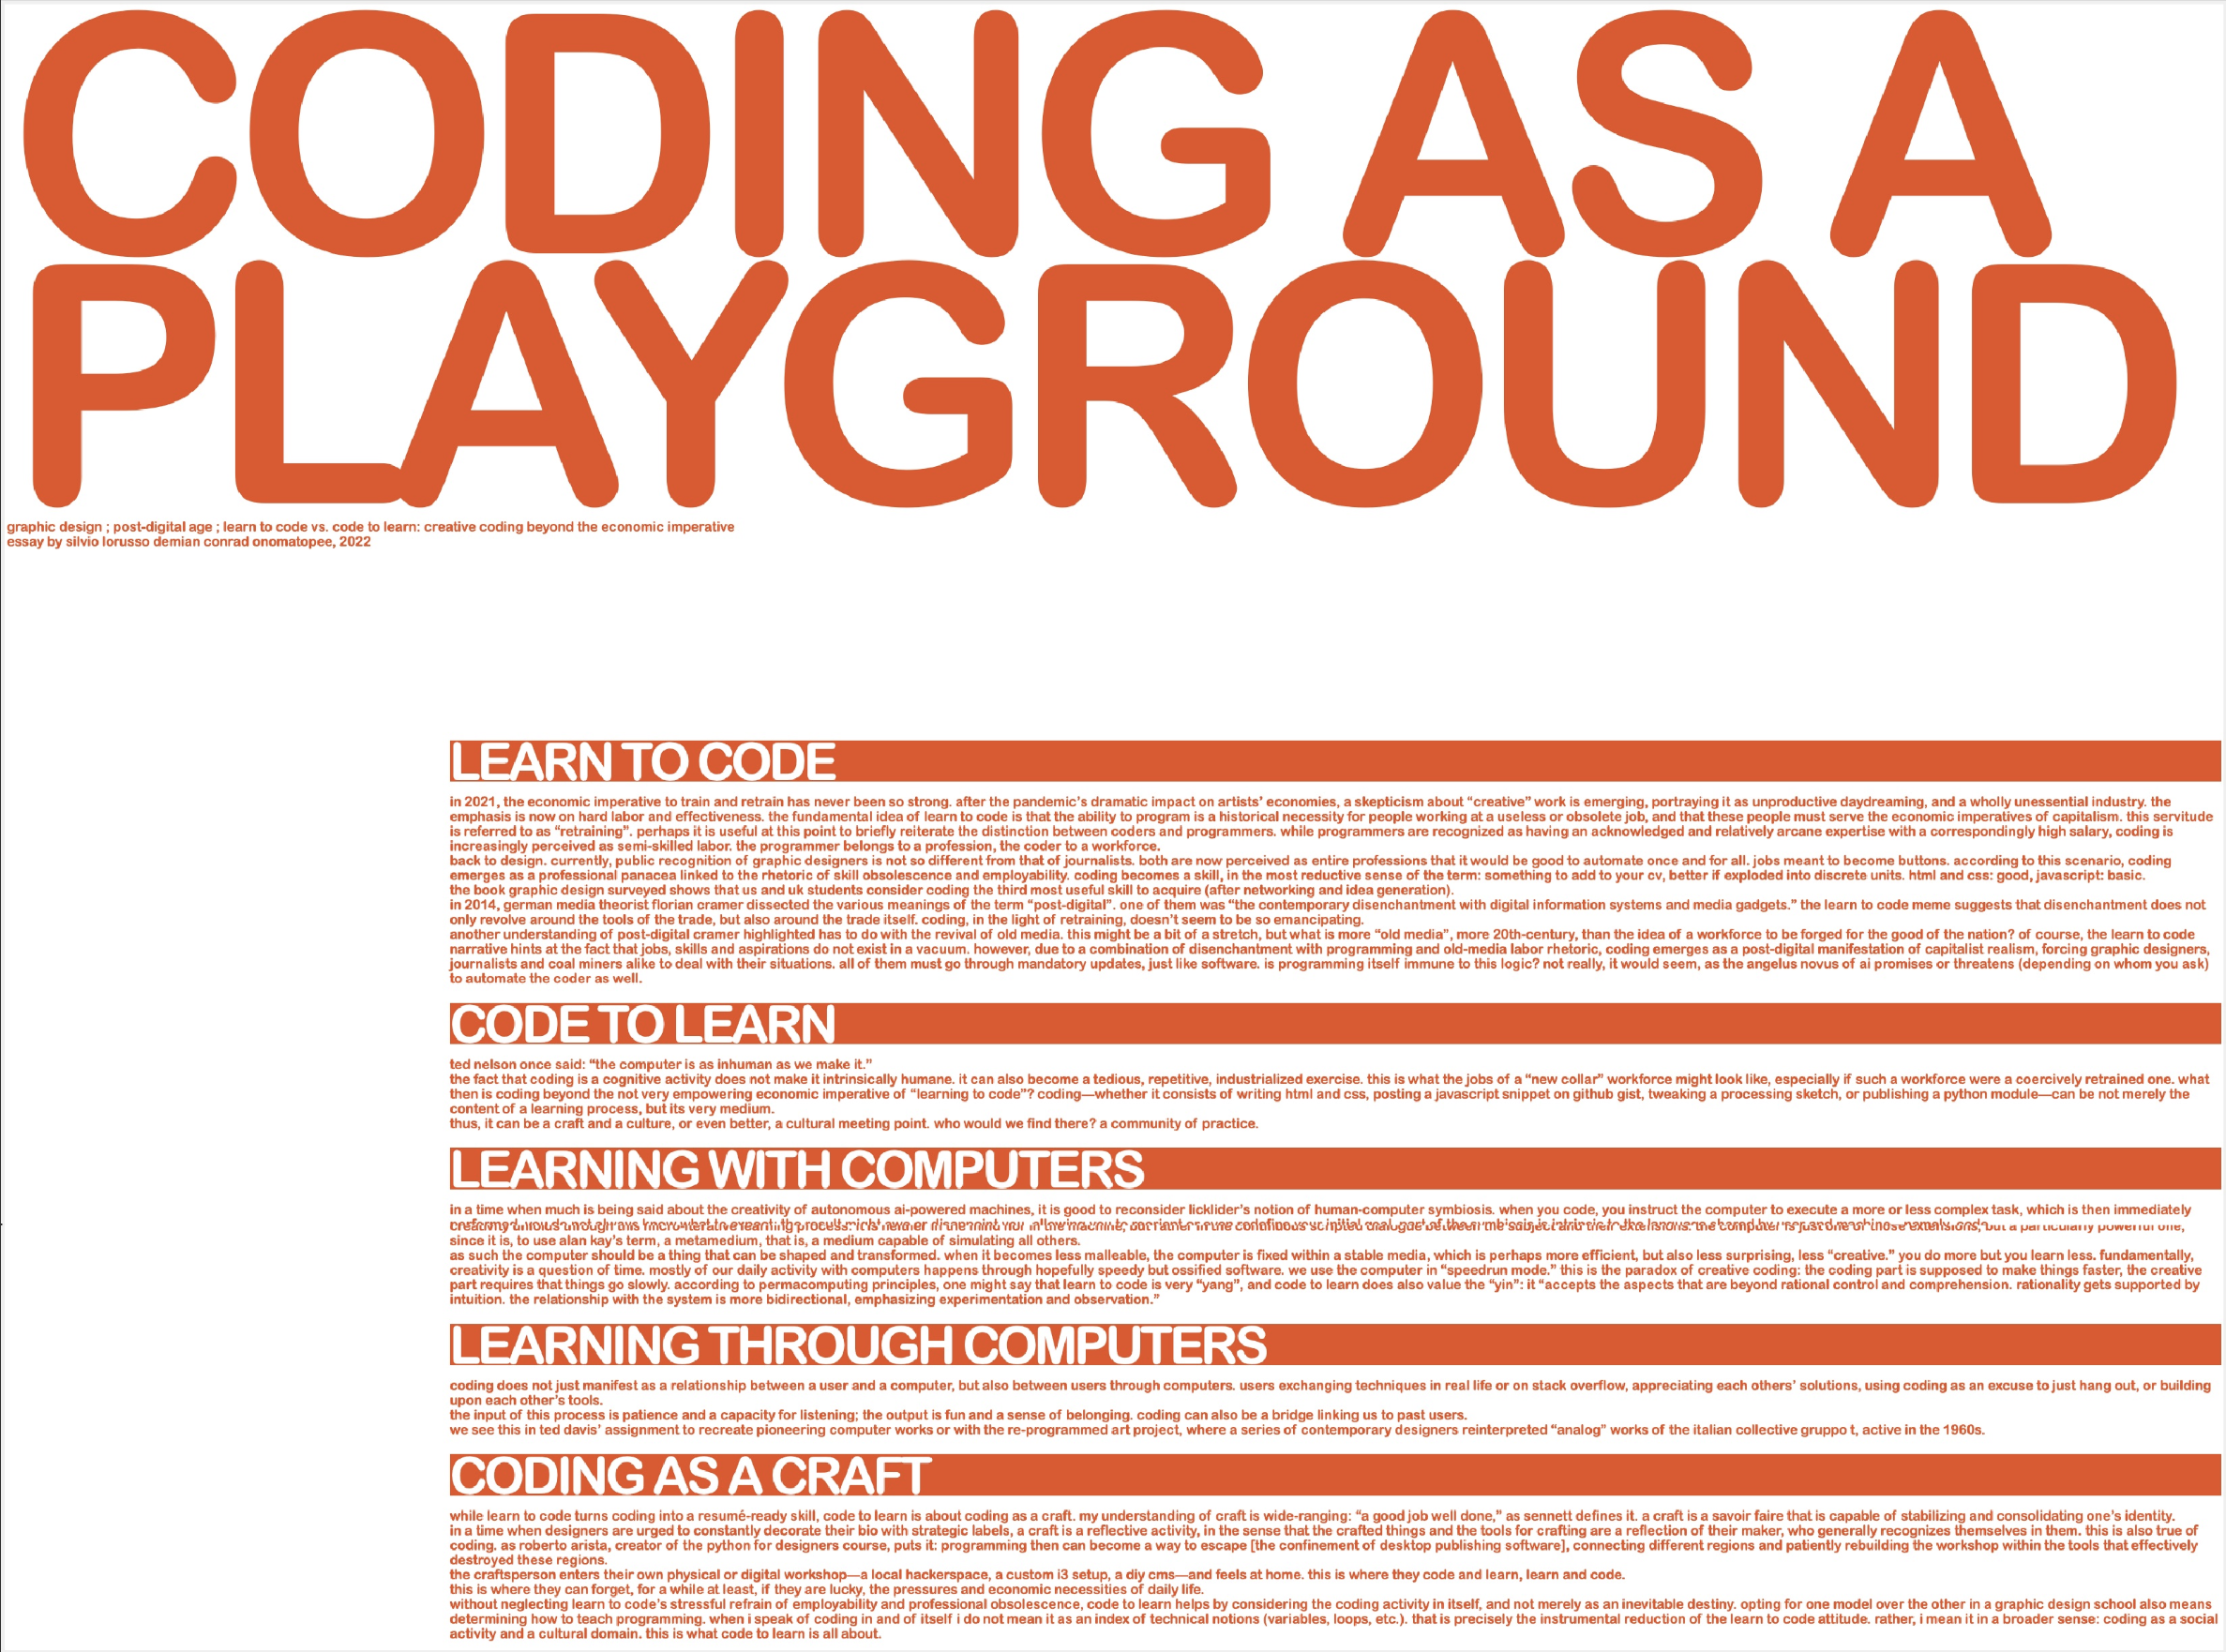 CODING AS A
PLAYGROUND
graphic design ; post-digital age ; learn to code vs. code to learn: creative coding beyond the economic imperative
essay by silvio lorusso demian conrad onomatopee, 2022
LEARN TO CODE
in 2021, the economic imperative to train and retrain has never been so strong. after the pandemic's dramatic impact on artists' economies, a skepticism about “creative” work is emerging, portraying it as unproductive daydreaming, and a wholly unessential industry. the
emphasis is now on hard labor and effectiveness. the fundamental idea of learn to code is that the ability to program is a historical necessity for people working at a useless or obsolete job, and that these people must serve the economic imperatives of capitalism. this servitude
is referred to as “retraining”. perhaps it is useful at this point to briefly reiterate the distinction between coders and programmers. while programmers are recognized as having an acknowledged and relatively arcane expertise with a correspondingly high salary, coding is
increasingly perceived as semi-skilled labor. the programmer belongs to a profession, the coder to a workforce.
back to design. currently, public recognition of graphic designers is not so different from that of journalists. both are now perceived as entire professions that it would be good to automate once and for all. jobs meant to become buttons. according to this scenario, coding
emerges as a professional panacea linked to the rhetoric of skill obsolescence and employability. coding becomes a skill, in the most reductive sense of the term: something to add to your cv, better if exploded into discrete units. html and css: good, javascript: basic.
the book graphic design surveyed shows that us and uk students consider coding the third most useful skill to acquire (after networking and idea generation).
in 2014, german media theorist florian cramer dissected the various meanings of the term “post-digital”. one of them was “the contemporary disenchantment with digital information systems and media gadgets.” the learn to code meme suggests that disenchantment does not
only revolve around the tools of the trade, but also around the trade itself. coding, in the light of retraining, doesn't seem to be so emancipating.
another understanding of post-digital cramer highlighted has to do with the revival of old media. this might be a bit of a stretch, but what is more “old media”, more 20th-century, than the idea of a workforce to be forged for the good of the nation? of course, the learn to code
narrative hints at the fact that jobs, skills and aspirations do not exist in a vacuum. however, due to a combination of disenchantment with programming and old-media labor rhetoric, coding emerges as a post-digital manifestation of capitalist realism, forcing graphic designers,
journalists and coal miners alike to deal with their situations. all of them must go through mandatory updates, just like software. is programming itself immune to this logic? not really, it would seem, as the angelus novus of ai promises or threatens (depending on whom you ask)
to automate the coder as well.
CODE TO LEARN
ted nelson once said: “the computer is as inhuman as we make it.”
the fact that coding is a cognitive activity does not make it intrinsically humane. it can also become a tedious, repetitive, industrialized exercise. this is what the jobs of a “new collar” workforce might look like, especially if such a workforce were a coercively retrained one. what
then is coding beyond the not very empowering economic imperative of “learning to code”? coding—whether it consists of writing html and css, posting a javascript snippet on github gist, tweaking a processing sketch, or publishing a python module—can be not merely the
content of a learning process, but its very medium.
thus, it can be a craft and a culture, or even better, a cultural meeting point. who would we find there? a community of practice.
LEARNING WITH COMPUTERS
in a time when much is being said about the creativity of autonomous ai-powered machines, it is good to reconsider licklider's notion of human-computer symbiosis. when you code, you instruct the computer to execute a more or less complex task, which is then immediately
but a particularly powerful one,
since it is, to use alan kay's term, a metamedium, that is, a medium capable of simulating all others.
as such the computer should be a thing that can be shaped and transformed. when it becomes less malleable, the computer is fixed within a stable media, which is perhaps more efficient, but also less surprising, less “creative.” you do more but you learn less. fundamentally,
creativity is a question of time. mostly of our daily activity with computers happens through hopefully speedy but ossified software. we use the computer in “speedrun mode.” this is the paradox of creative coding: the coding part is supposed to make things faster, the creative
part requires that things go slowly. according to permacomputing principles, one might say that learn to code is very “yang”, and code to learn does also value the “yin”: it “accepts the aspects that are beyond rational control and comprehension. rationality gets supported by
intuition. the relationship with the system is more bidirectional, emphasizing experimentation and observation.”
LEARNING THROUGH COMPUTERS
coding does not just manifest as a relationship between a user and a computer, but also between users through computers. users exchanging techniques in real life or on stack overflow, appreciating each others' solutions, using coding as an excuse to just hang out, or building
upon each other's tools.
the input of this process is patience and a capacity for listening; the output is fun and a sense of belonging. coding can also be a bridge linking us to past users.
we see this in ted davis' assignment to recreate pioneering computer works or with the re-programmed art project, where a series of contemporary designers reinterpreted “analog” works of the italian collective gruppo t, active in the 1960s.
CODING AS A CRAFT
while learn to code turns coding into a resumé-ready skill, code to learn is about coding as a craft. my understanding of craft is wide-ranging: “a good job well done,” as sennett defines it. a craft is a savoir faire that is capable of stabilizing and consolidating one's identity.
in a time when designers are urged to constantly decorate their bio with strategic labels, a craft is a reflective activity, in the sense that the crafted things and the tools for crafting are a reflection of their maker, who generally recognizes themselves in them. this is also true of
coding. as roberto arista, creator of the python for designers course, puts it: programming then can become a way to escape [the confinement of desktop publishing software], connecting different regions and patiently rebuilding the workshop within the tools that effectively
destroyed these regions.
the craftsperson enters their own physical or digital workshop—a local hackerspace, a custom i3 setup, a diy cms—and feels at home. this is where they code and learn, learn and code.
this is where they can forget, for a while at least, if they are lucky, the pressures and economic necessities of daily life.
without neglecting learn to code's stressful refrain of employability and professional obsolescence, code to learn helps by considering the coding activity in itself, and not merely as an inevitable destiny. opting for one model over the other in a graphic design school also means
determining how to teach programming. when i speak of coding in and of itself i do not mean it as an index of technical notions (variables, loops, etc.). that is precisely the instrumental reduction of the learn to code attitude. rather, i mean it in a broader sense: coding as a social
activity and a cultural domain. this is what code to learn is all about.